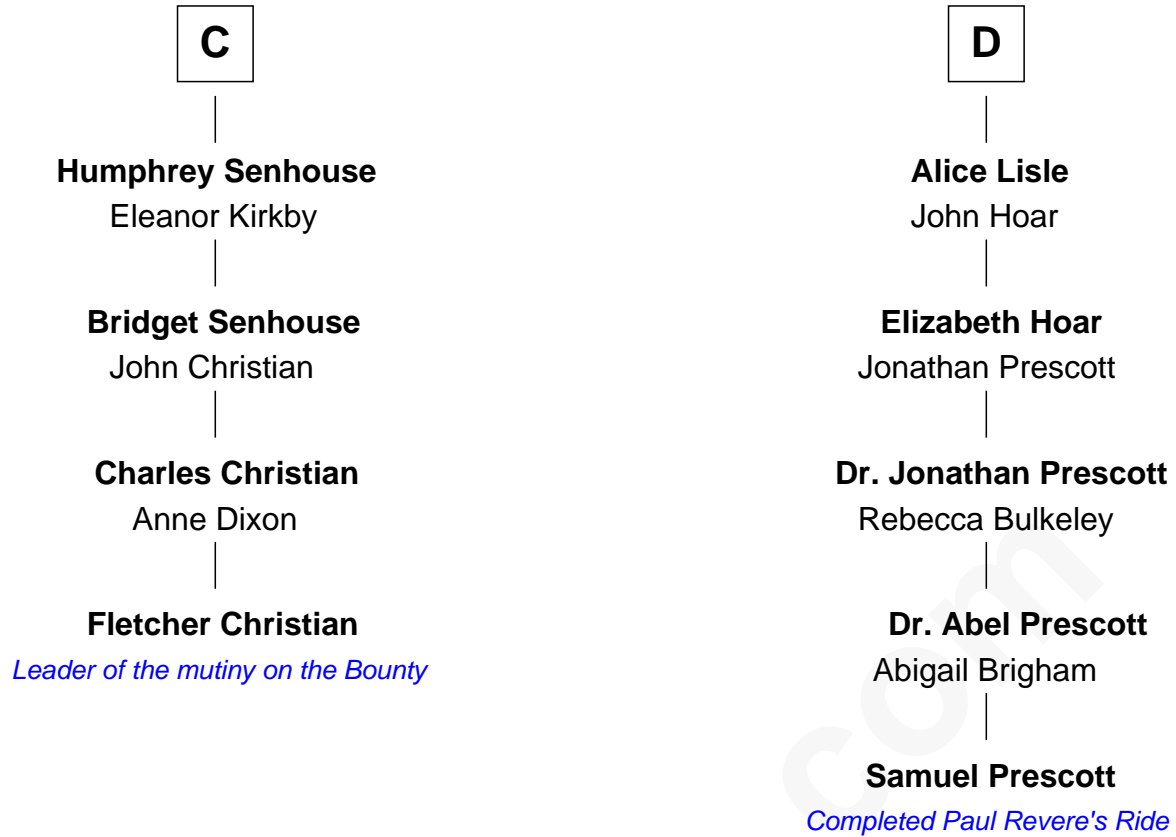 C
Humphrey Senhouse
Eleanor Kirkby
Bridget Senhouse
John Christian
Charles Christian
Anne Dixon
Fletcher Christian
Leader of the mutiny on the Bounty
D
Alice Lisle
John Hoar
Elizabeth Hoar
Jonathan Prescott
Dr. Jonathan Prescott
Rebecca Bulkeley
Dr. Abel Prescott
Abigail Brigham
Samuel Prescott
Completed Paul Revere's Ride
com